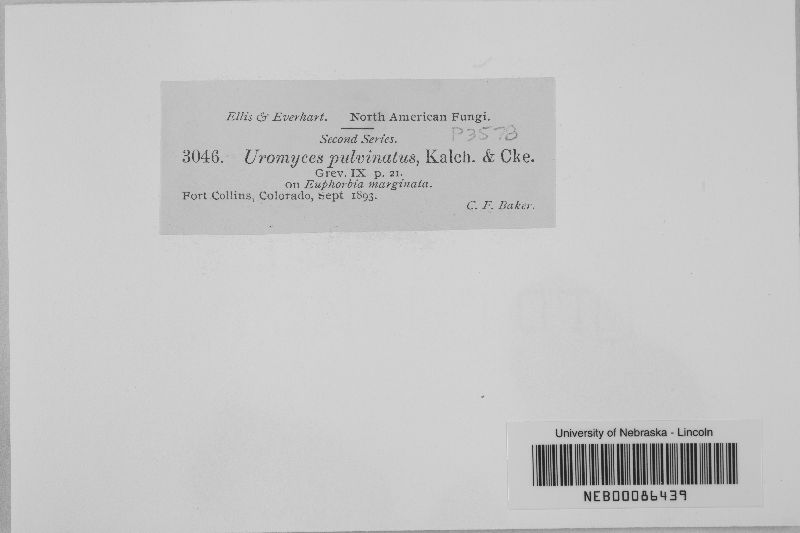 Ellis & Everhart. North American Fungi.
Second Series. P3578
3046. Uromyces pulvinatus, Kalch. & Cke.
Grev. IX p. 21.
on Euphorbia marginata.
Fort Collins, Colorado, Sept 1893.
C. F. Baker.
University of Nebraska - Lincoln
NEB00086439